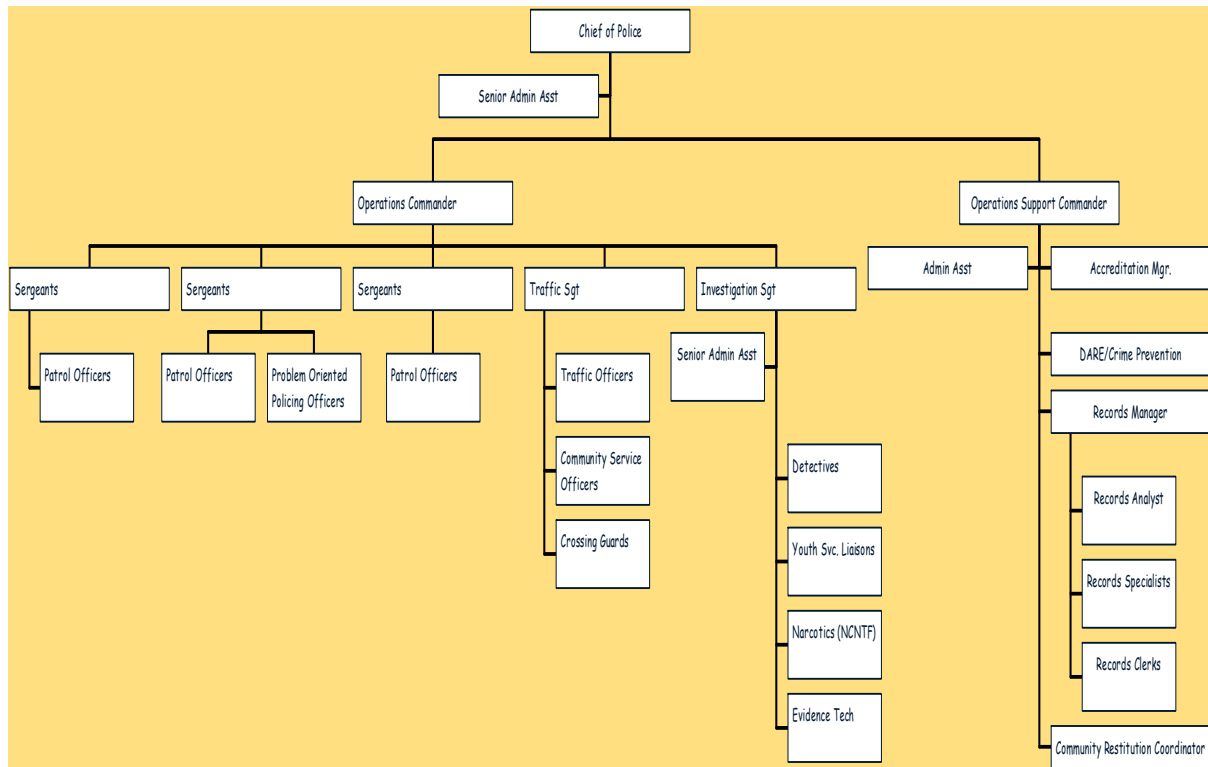 Chief of Police
Senior Admin Asst
Operations Commander
Operations Support Commander
Admin Asst
Accreditation Mgr.
Sergeants
Sergeants
Sergeants
Traffic Sgt
Investigation Sgt
Senior Admin Asst
DARE/Crime Prevention
Patrol Officers
Patrol Officers
Problem Oriented
Policing Officers
Patrol Officers
Traffic Officers
Records Manager
Community Service
Officers
Detectives
Records Analyst
Crossing Guards
Youth Svc. Liaisons
Records Specialists
Narcotics (NCNTF)
Records Clerks
Evidence Tech
Community Restitution Coordinator